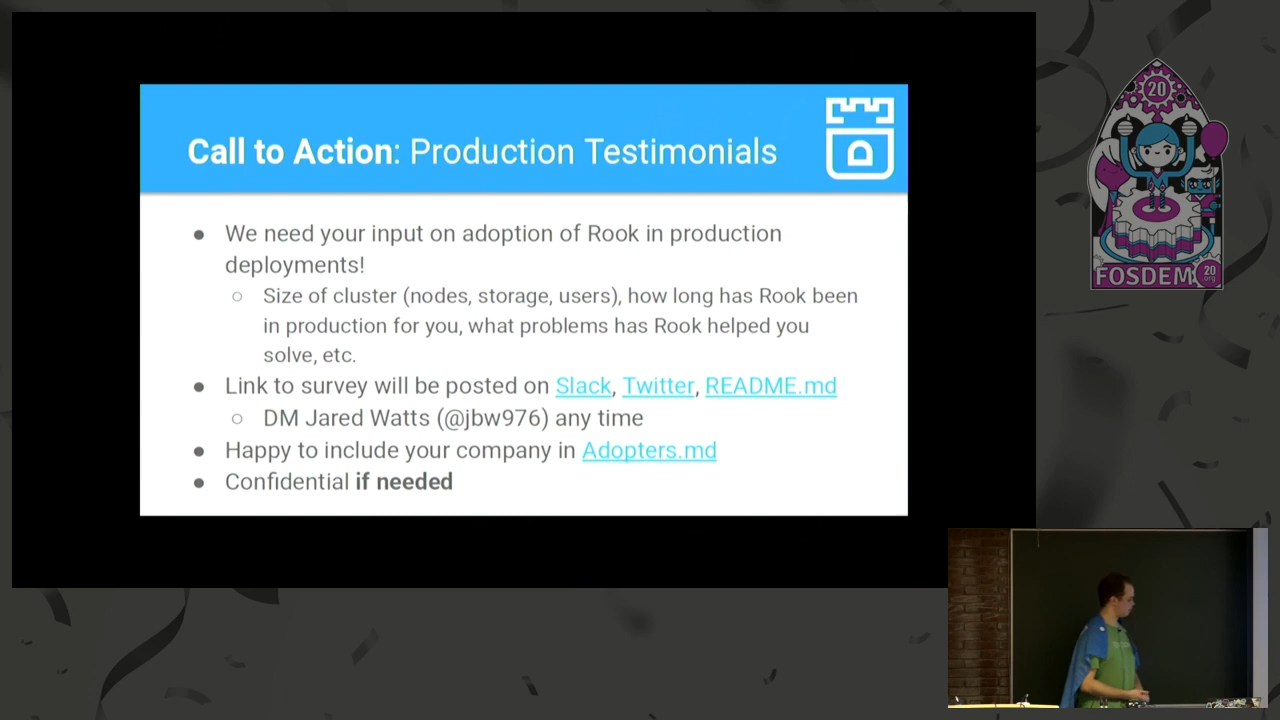 Call to Action: Production Testimonials
● We need your input on adoption of Rook in production
deployments!
○ Size of cluster (nodes, storage, users), how long has Rook been
in production for you, what problems has Rook helped you
solve, etc.
● Link to survey will be posted on Slack, Twitter, README.md
○ DM Jared Watts (@jbw976) any time
● Happy to include your company in Adopters.md
● Confidential if needed
20
FOSDEM
20
.org